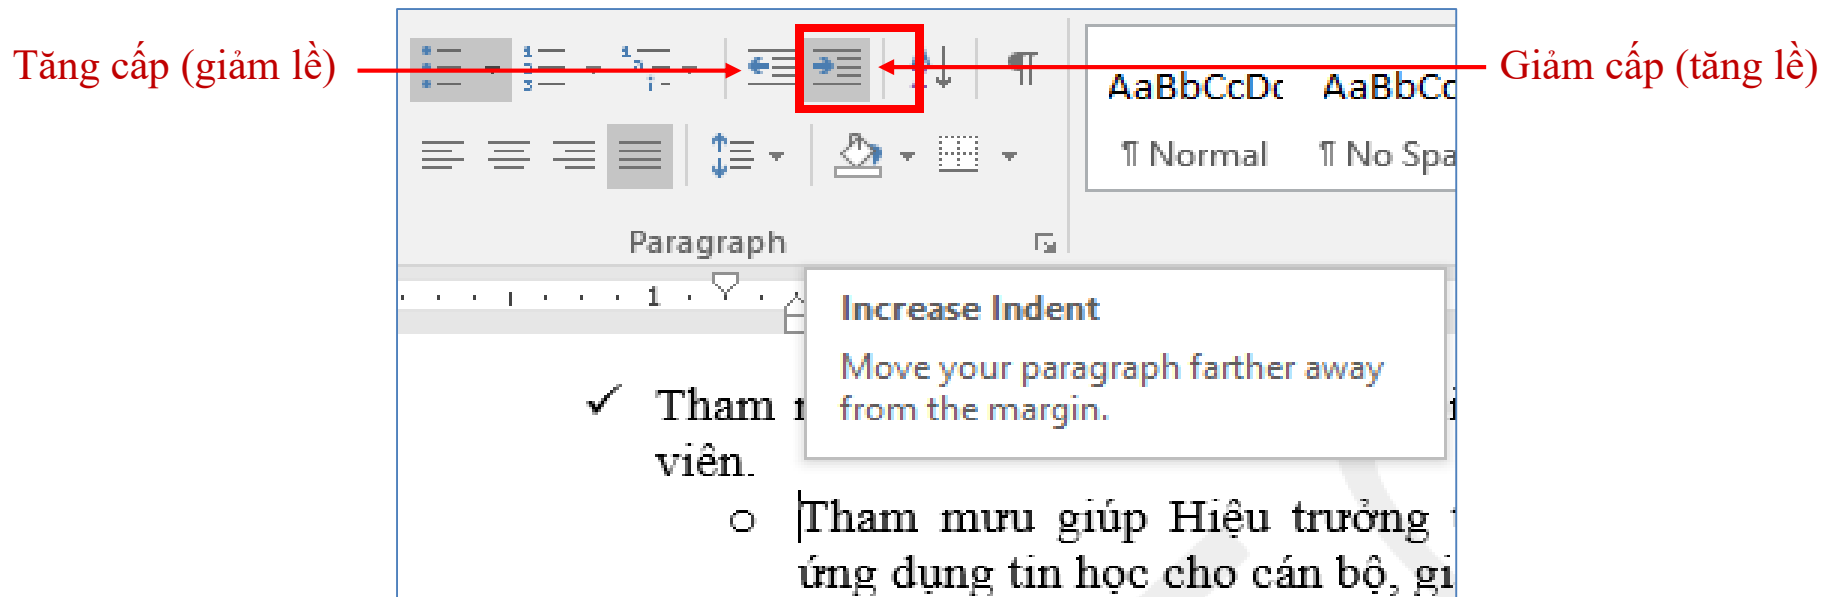 Tăng cấp (giảm lề)
Giảm cấp (tăng lề)
AaBbCcDc AaBbCc
¶ Normal ¶ No Spa
Paragraph
1
Increase Indent
Move your paragraph farther away
from the margin.
Tham
viên.
Tham mưu giúp Hiệu trưởng
ứng dụng tin học cho cán bộ, gi